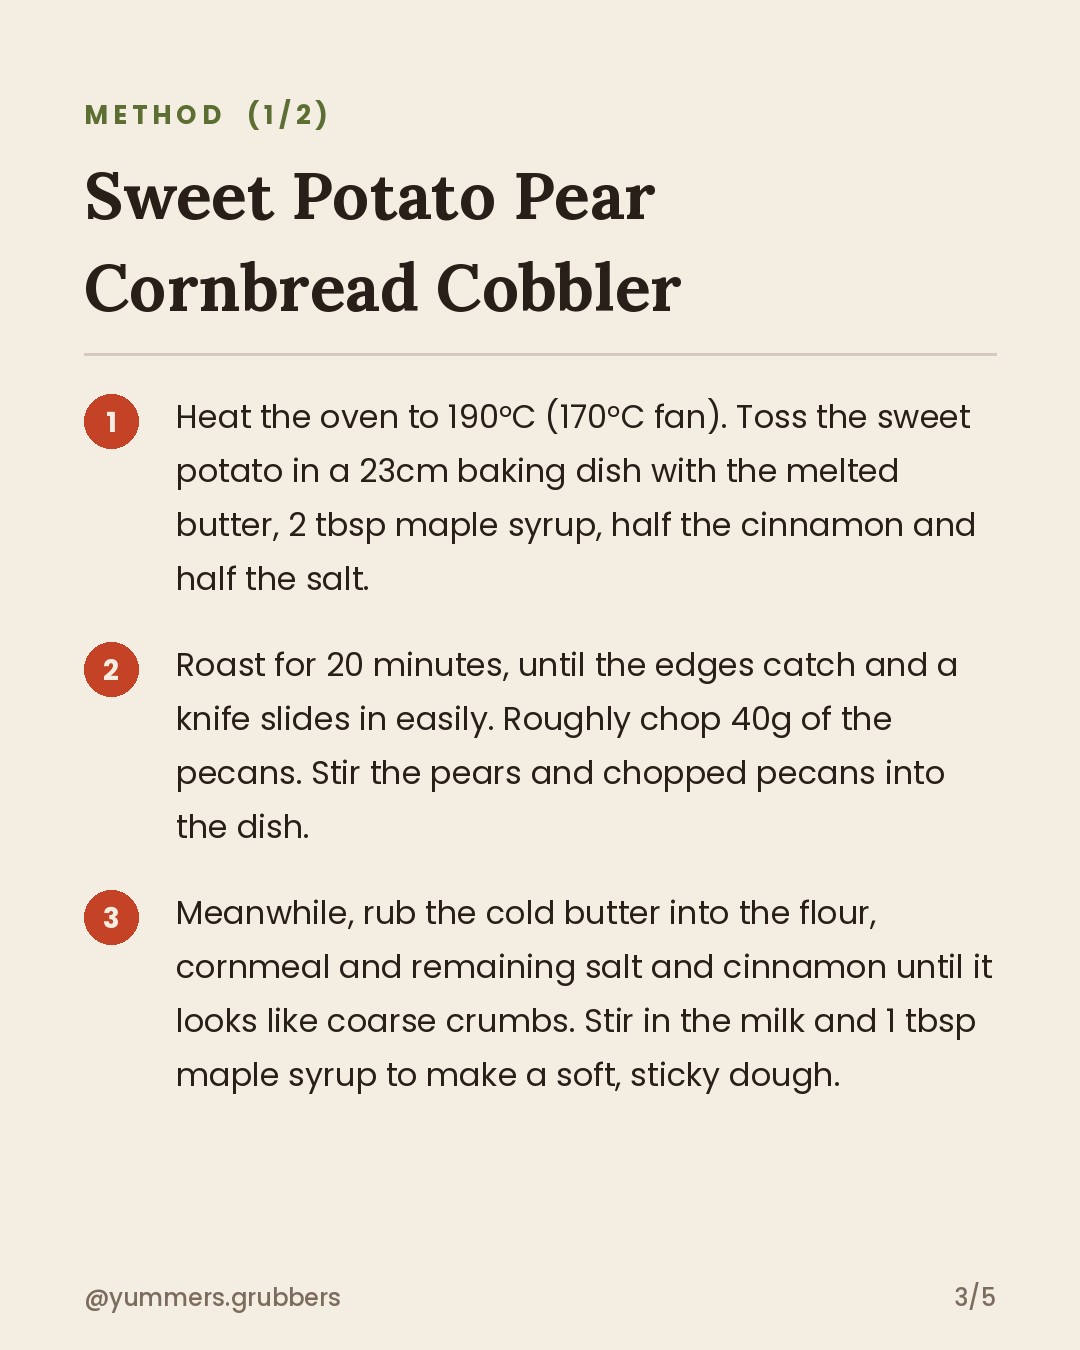 METHOD (1/2)
Sweet Potato Pear
Cornbread Cobbler
1 Heat the oven to 190°C (170°C fan). Toss the sweet
potato in a 23cm baking dish with the melted
butter, 2 tbsp maple syrup, half the cinnamon and
half the salt.
2 Roast for 20 minutes, until the edges catch and a
knife slides in easily. Roughly chop 40g of the
pecans. Stir the pears and chopped pecans into
the dish.
3 Meanwhile, rub the cold butter into the flour,
cornmeal and remaining salt and cinnamon until it
looks like coarse crumbs. Stir in the milk and 1 tbsp
maple syrup to make a soft, sticky dough.
@yummers.grubbers 3/5